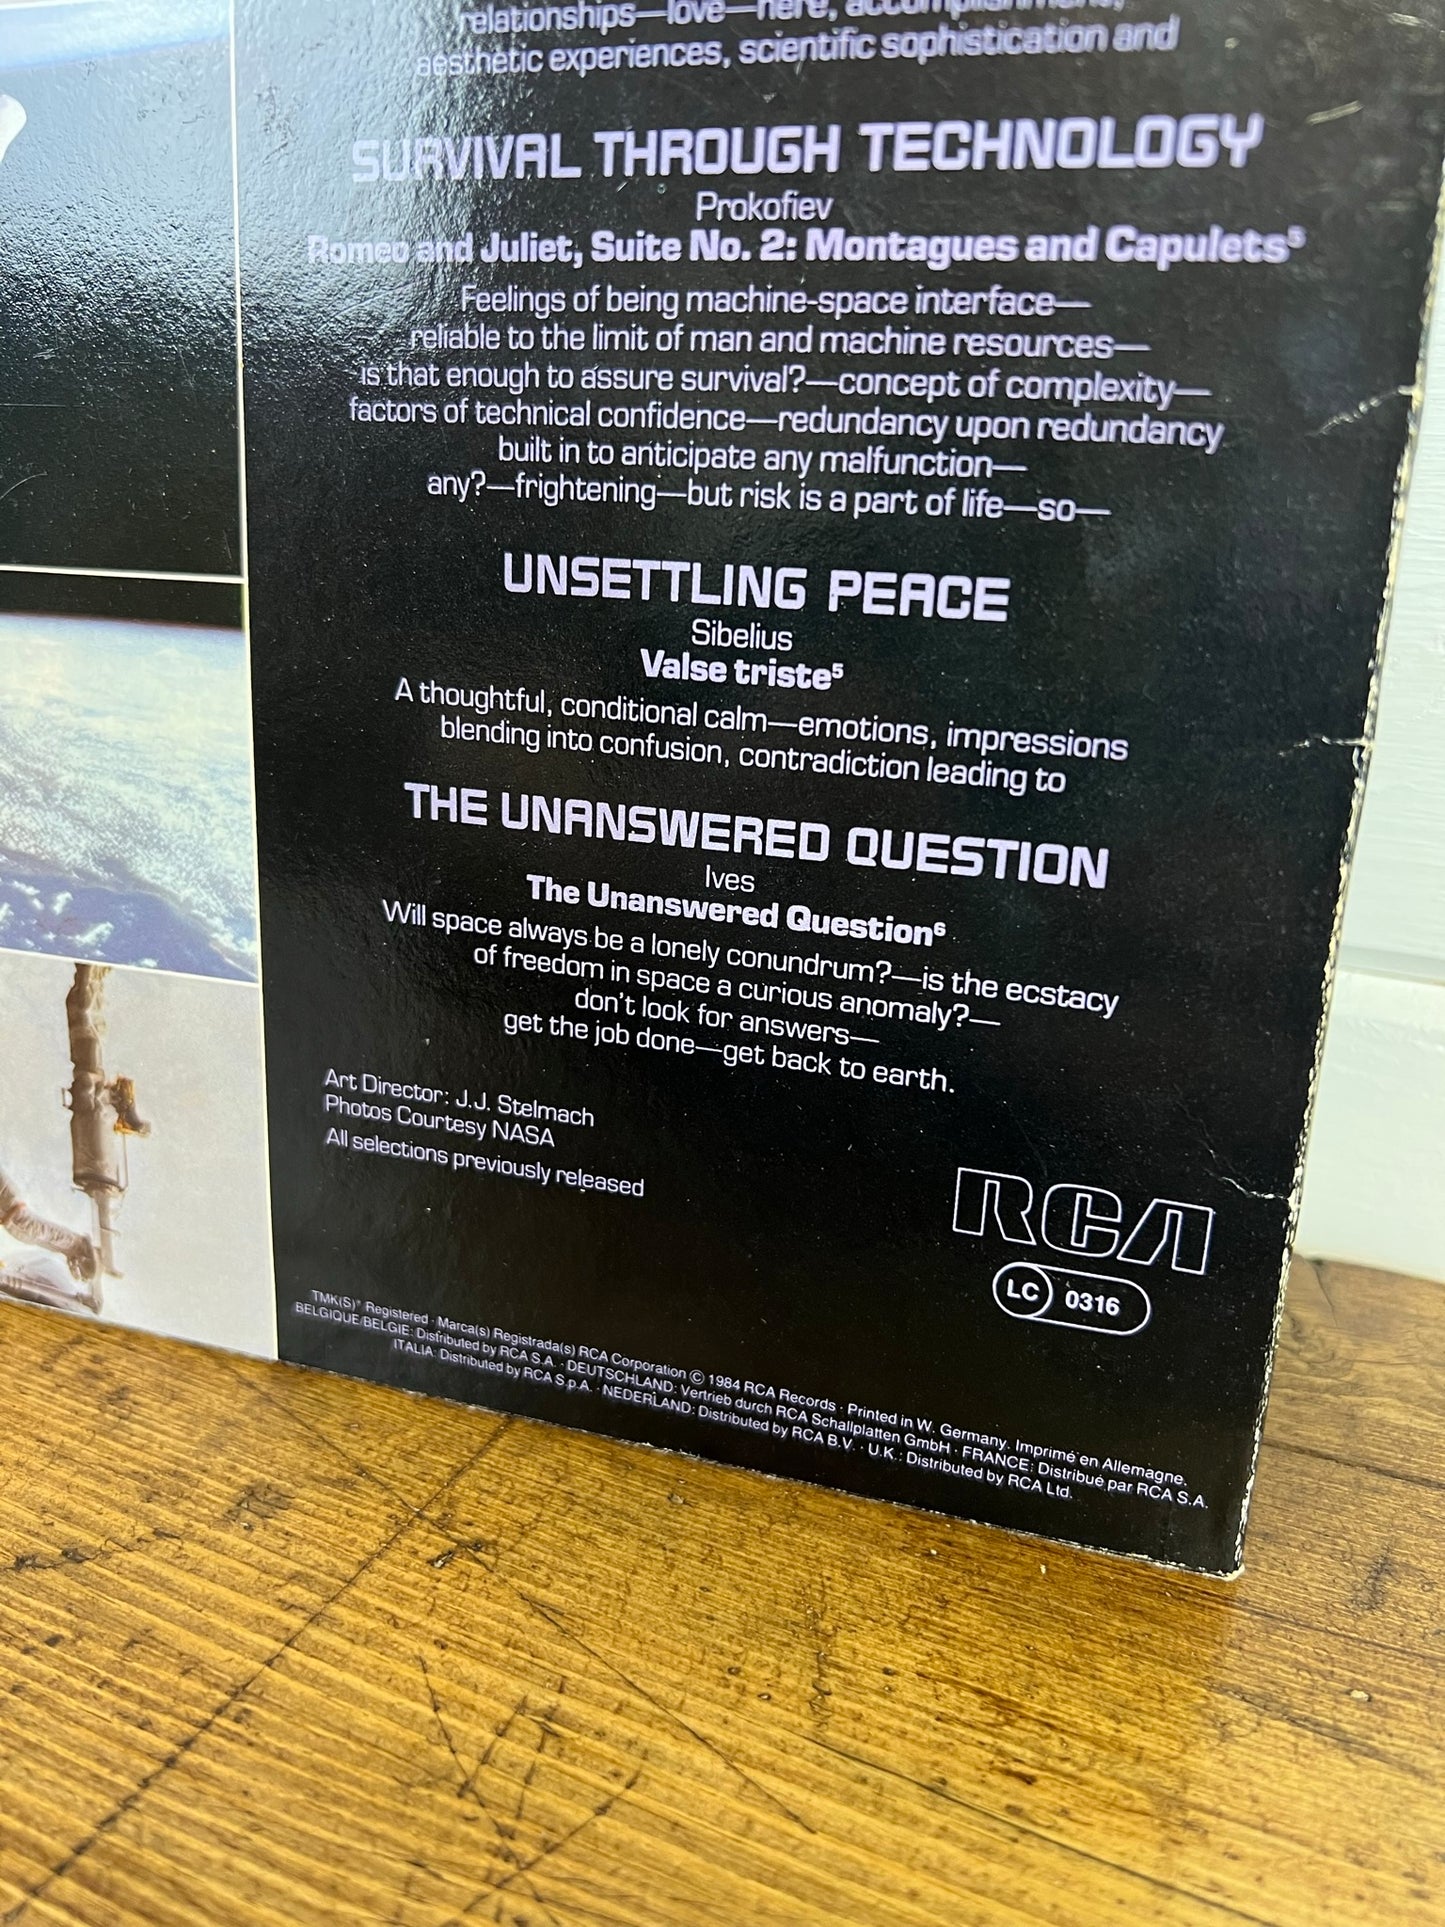 relationships—love—here, accomplishment,
aesthetic experiences, scientific sophistication and
SURVIVAL THROUGH TECHNOLOGY
Prokofiev
Romeo and Juliet, Suite No. 2: Montagues and Capulets⁵
Feelings of being machine-space interface—
reliable to the limit of man and machine resources—
is that enough to assure survival?—concept of complexity—
factors of technical confidence—redundancy upon redundancy
built in to anticipate any malfunction—
any?—frightening—but risk is a part of life—so—
UNSETTLING PEACE
Sibelius
Valse triste⁵
A thoughtful, conditional calm—emotions, impressions
blending into confusion, contradiction leading to
THE UNANSWERED QUESTION
Ives
The Unanswered Question⁶
Will space always be a lonely conundrum?—is the ecstacy
of freedom in space a curious anomaly?—
don't look for answers—
get the job done—get back to earth.
Art Director: J.J. Stelmach
Photos Courtesy NASA
All selections previously released
RCA
LC 0316
TMK(S)® Registered · Marca(s) Registrada(s) RCA Corporation © 1984 RCA Records · Printed in W. Germany. Imprimé en Allemagne.
BELGIQUE/BELGIE: Distributed by RCA S.A. · DEUTSCHLAND: Vertrieb durch RCA Schallplatten GmbH · FRANCE: Distribué par RCA S.A.
ITALIA: Distributed by RCA S.p.A. · NEDERLAND: Distributed by RCA B.V. · U.K.: Distributed by RCA Ltd.